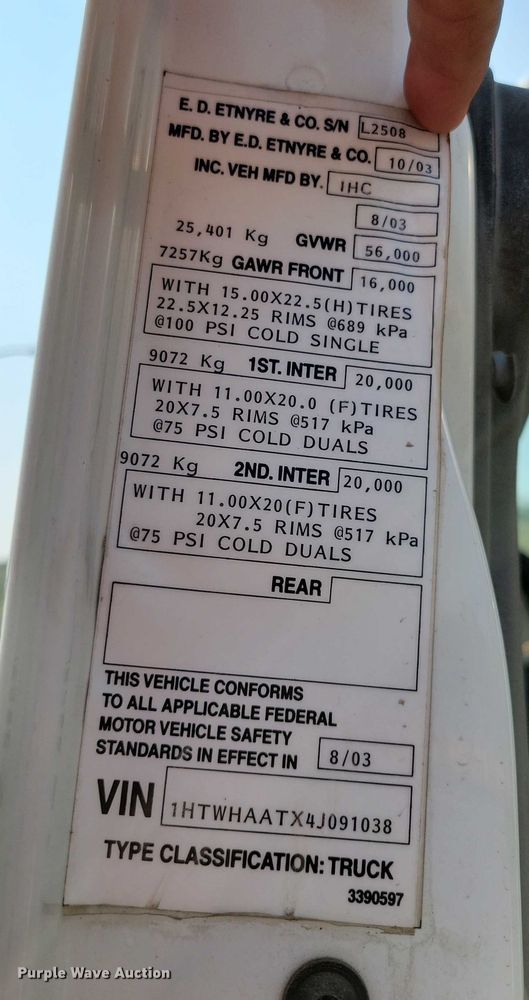 E. D. ETNYRE & CO. S/N L2508
MFD. BY E.D. ETNYRE & CO. 10/03
INC. VEH MFD BY. IHC
8/03
25,401 Kg GVWR 56,000
7257Kg GAWR FRONT 16,000
WITH 15.00X22.5(H)TIRES
22.5X12.25 RIMS @689 kPa
@100 PSI COLD SINGLE
9072 Kg 1ST. INTER 20,000
WITH 11.00X20.0 (F)TIRES
20X7.5 RIMS @517 kPa
@75 PSI COLD DUALS
9072 Kg 2ND. INTER 20,000
WITH 11.00X20(F)TIRES
20X7.5 RIMS @517 kPa
@75 PSI COLD DUALS
REAR
THIS VEHICLE CONFORMS
TO ALL APPLICABLE FEDERAL
MOTOR VEHICLE SAFETY
STANDARDS IN EFFECT IN 8/03
VIN 1HTWHAATX4J091038
TYPE CLASSIFICATION: TRUCK
3390597
Purple Wave Auction